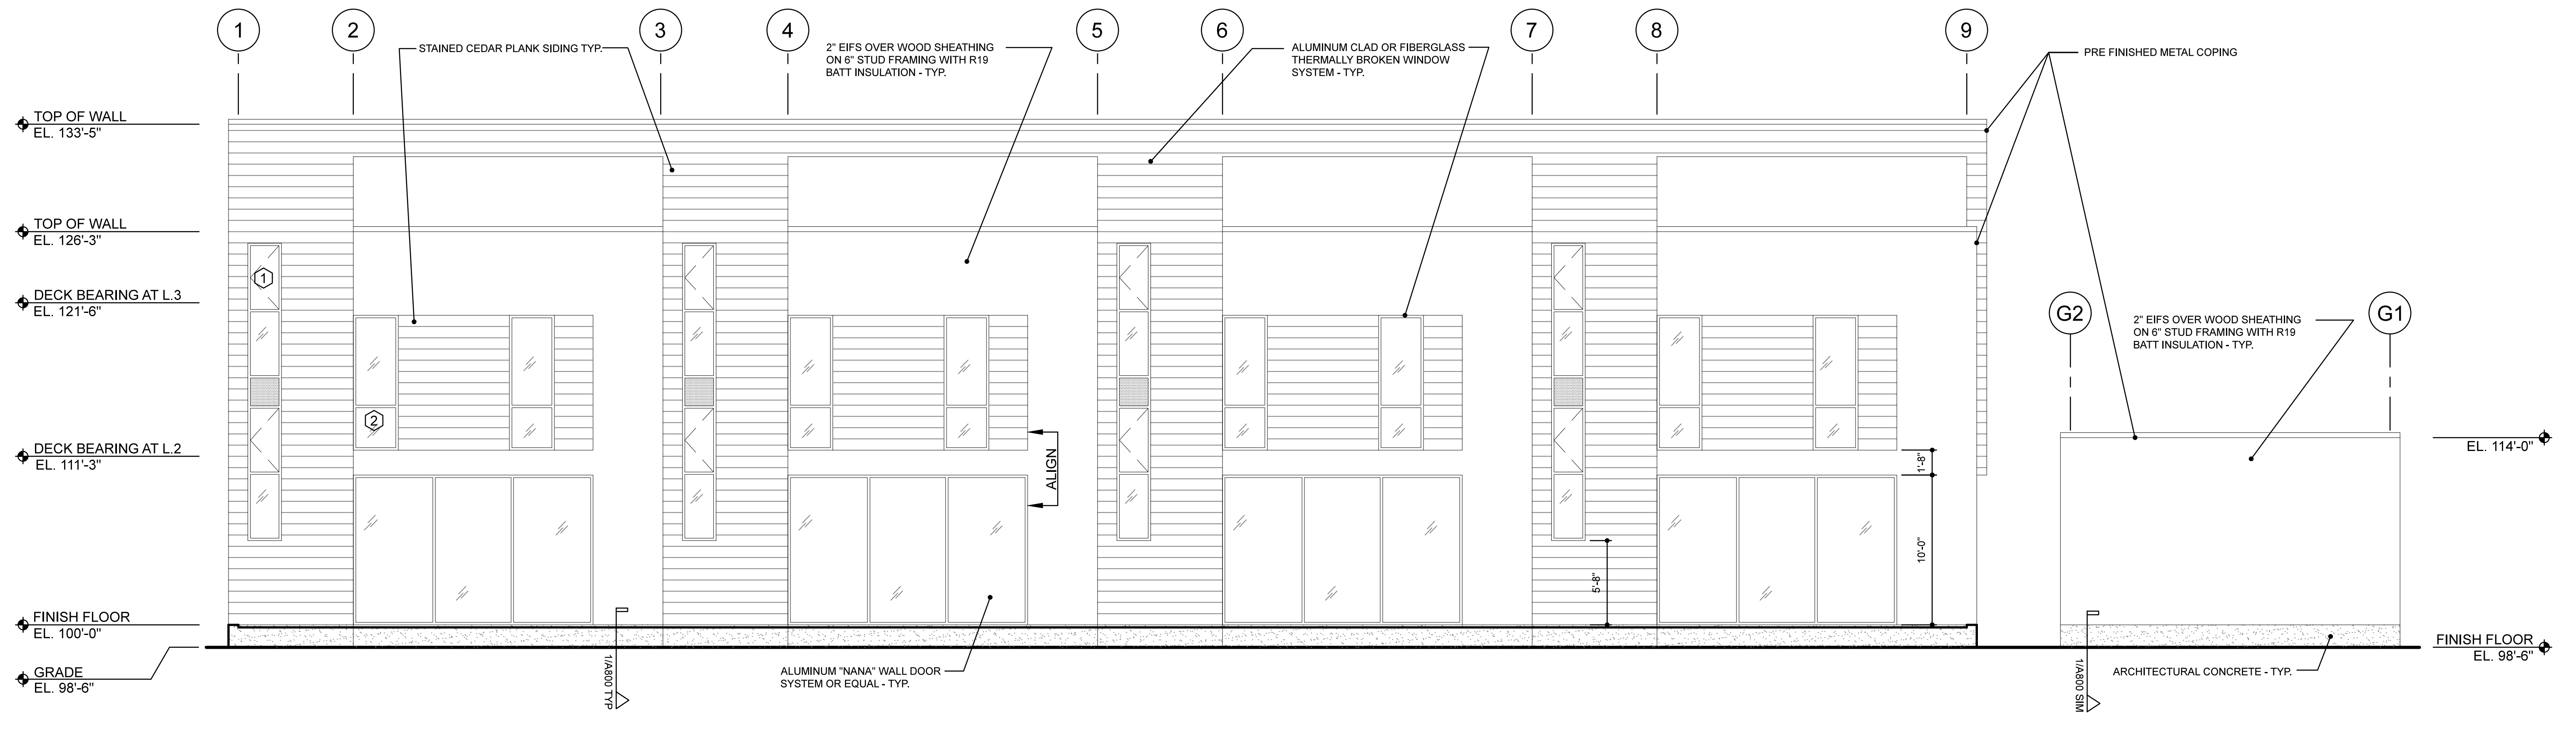 1
2
3
4
5
6
7
8
9
STAINED CEDAR PLANK SIDING TYP.
2" EIFS OVER WOOD SHEATHING
ON 6" STUD FRAMING WITH R19
BATT INSULATION - TYP.
ALUMINUM CLAD OR FIBERGLASS
THERMALLY BROKEN WINDOW
SYSTEM - TYP.
PRE FINISHED METAL COPING
TOP OF WALL
EL. 133'-5"
TOP OF WALL
EL. 126'-3"
DECK BEARING AT L.3
EL. 121'-6"
DECK BEARING AT L.2
EL. 111'-3"
FINISH FLOOR
EL. 100'-0"
GRADE
EL. 98'-6"
1
2
ALIGN
1'-8"
10'-0"
5'-8"
1/A800 TYP
ALUMINUM "NANA" WALL DOOR
SYSTEM OR EQUAL - TYP.
G2
G1
2" EIFS OVER WOOD SHEATHING
ON 6" STUD FRAMING WITH R19
BATT INSULATION - TYP.
EL. 114'-0"
FINISH FLOOR
EL. 98'-6"
1/A800 SIM
ARCHITECTURAL CONCRETE - TYP.